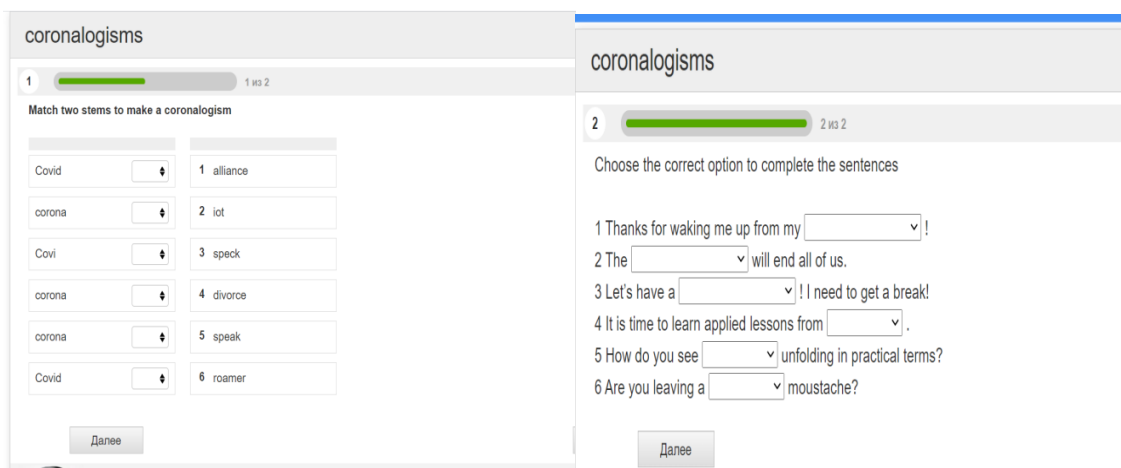 coronalogisms
1 1 из 2
Match two stems to make a coronalogism
Covid 1 alliance
corona 2 iot
Covi 3 speck
corona 4 divorce
corona 5 speak
Covid 6 roamer
Далее
coronalogisms
2 2 из 2
Choose the correct option to complete the sentences
1 Thanks for waking me up from my !
2 The will end all of us.
3 Let's have a ! I need to get a break!
4 It is time to learn applied lessons from .
5 How do you see unfolding in practical terms?
6 Are you leaving a moustache?
Далее